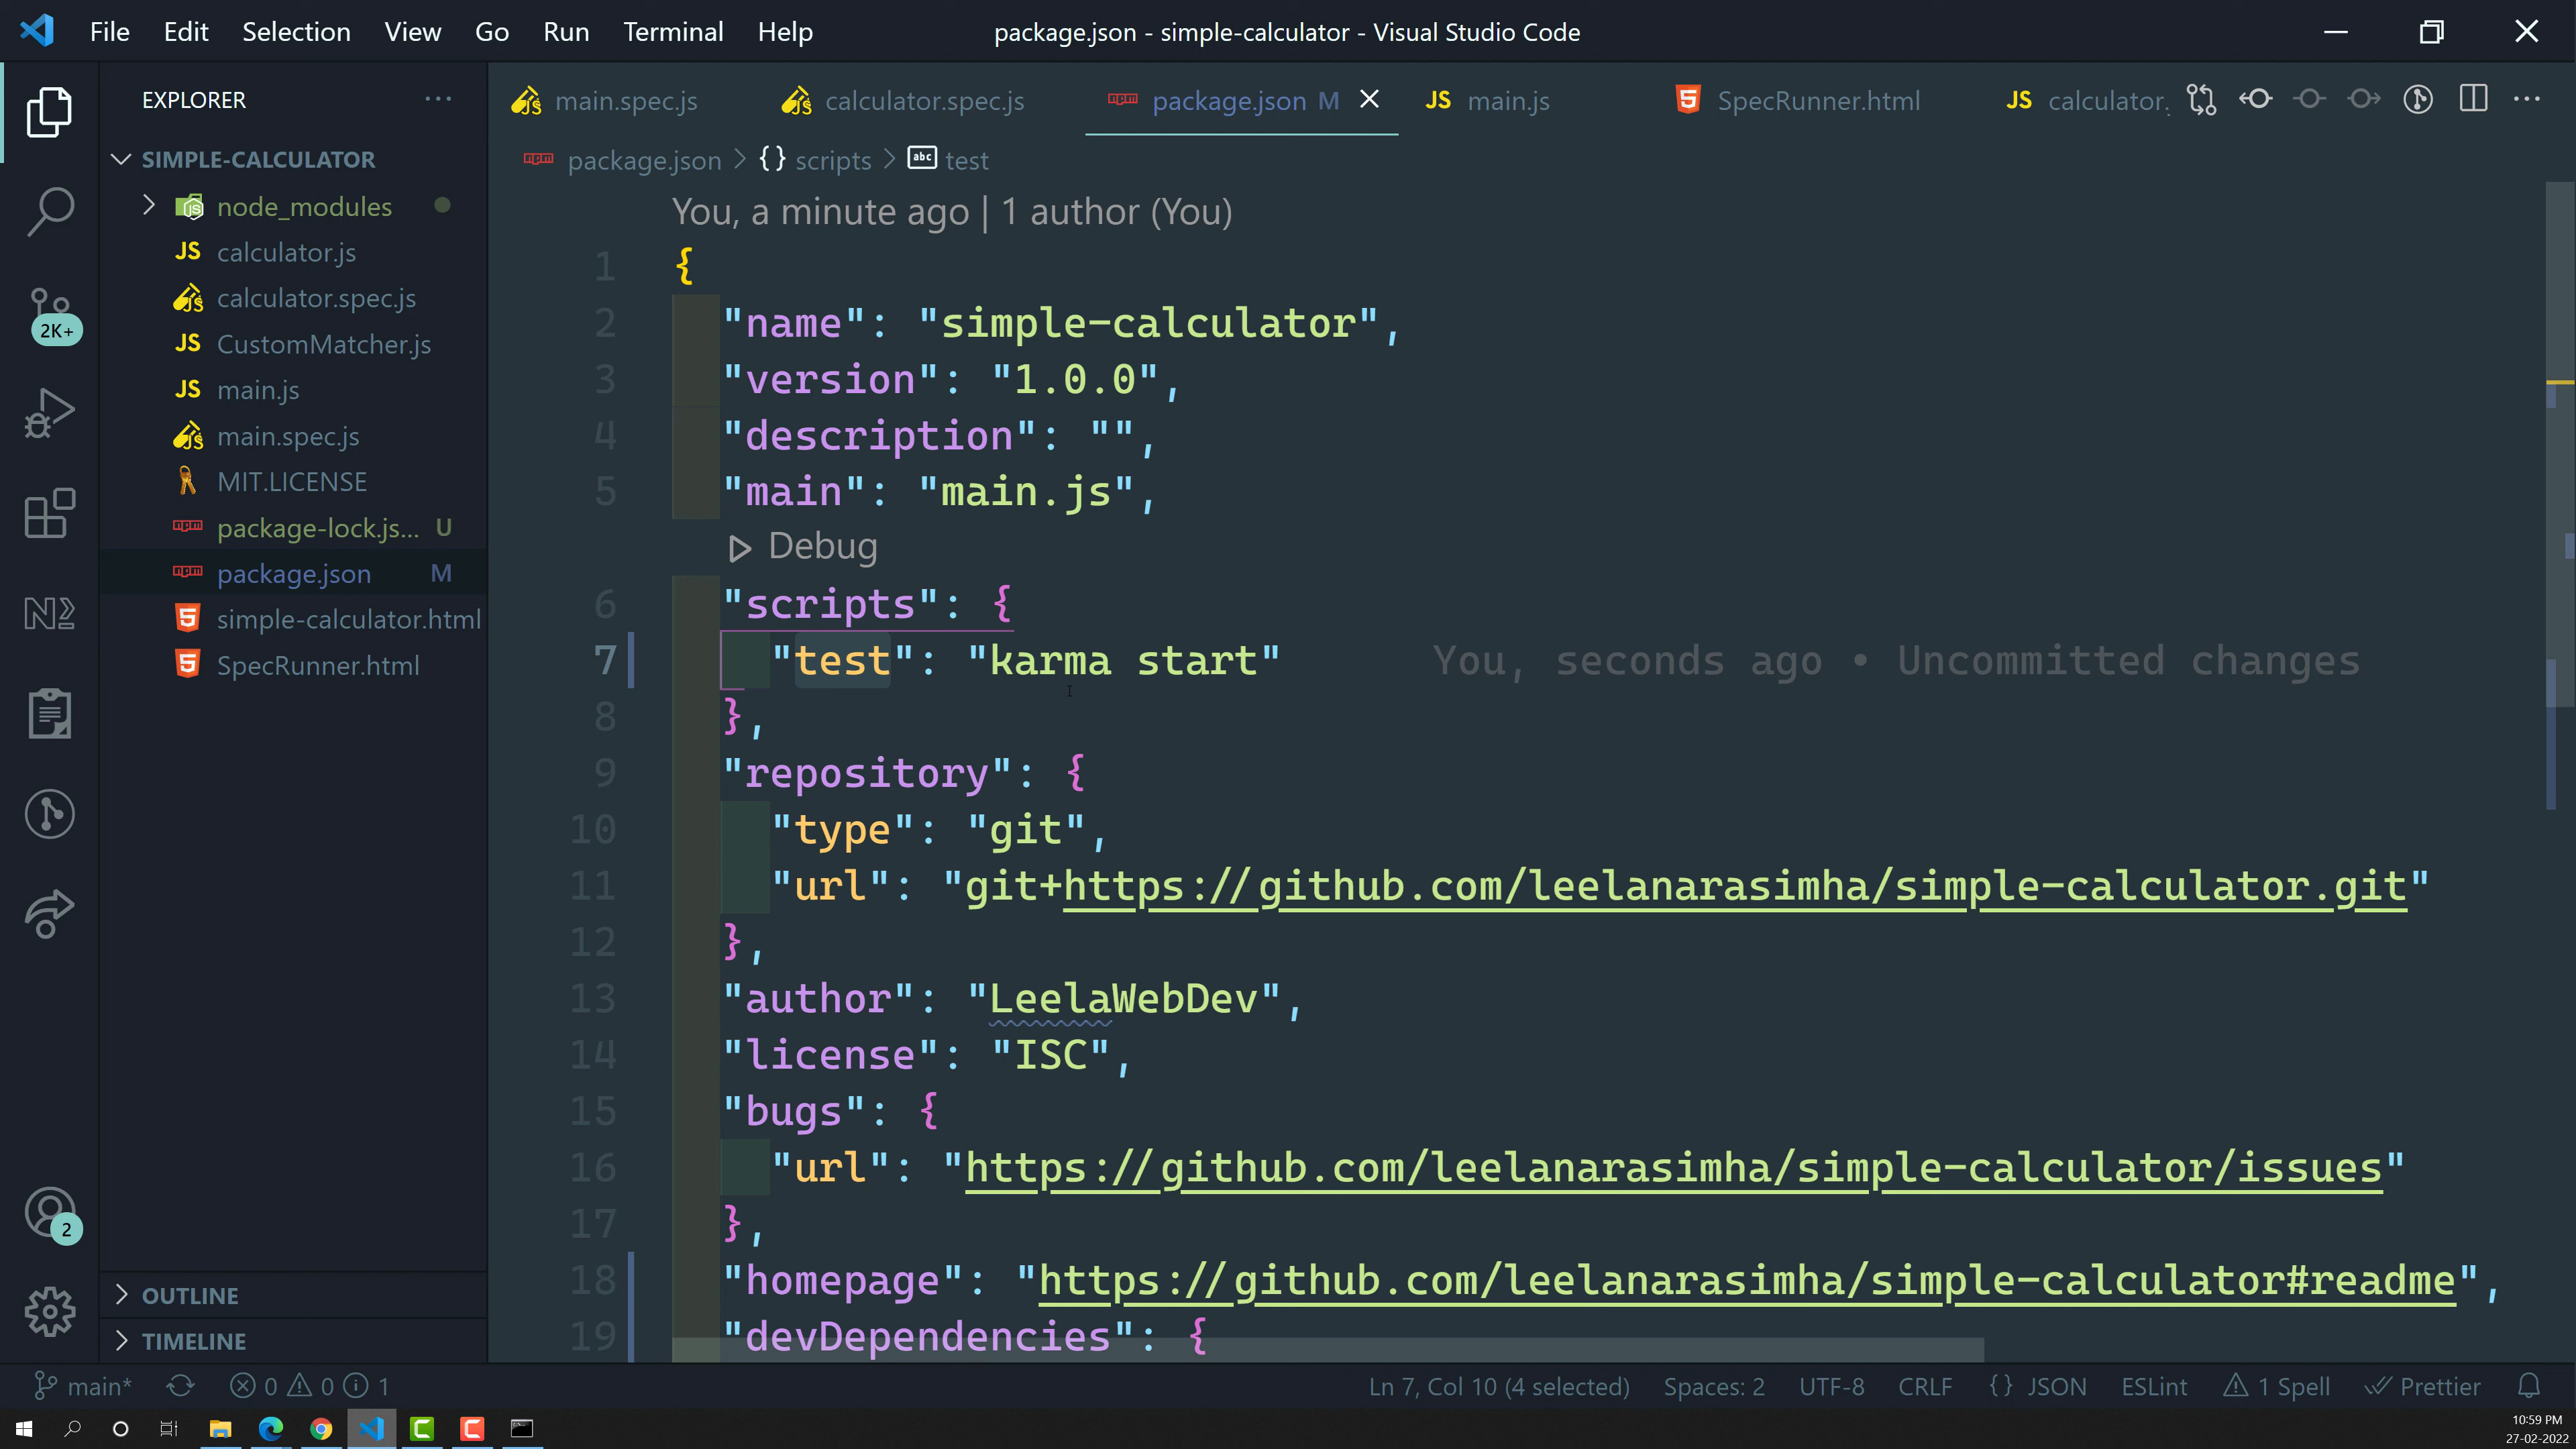 File Edit Selection View Go Run Terminal Help package.json - simple-calculator - Visual Studio Code
EXPLORER
main.spec.js calculator.spec.js package.json M main.js SpecRunner.html calculator.
SIMPLE-CALCULATOR
package.json > {} scripts > abc test
node_modules
calculator.js
calculator.spec.js
CustomMatcher.js
main.js
main.spec.js
MIT.LICENSE
package-lock.js... U
package.json M
simple-calculator.html
SpecRunner.html
2K+
2
OUTLINE
TIMELINE
You, a minute ago | 1 author (You)
1 {
2 "name": "simple-calculator",
3 "version": "1.0.0",
4 "description": "",
5 "main": "main.js",
Debug
6 "scripts": {
7 "test": "karma start" You, seconds ago • Uncommitted changes
8 },
9 "repository": {
10 "type": "git",
11 "url": "git+https://github.com/leelanarasimha/simple-calculator.git"
12 },
13 "author": "LeelaWebDev",
14 "license": "ISC",
15 "bugs": {
16 "url": "https://github.com/leelanarasimha/simple-calculator/issues"
17 },
18 "homepage": "https://github.com/leelanarasimha/simple-calculator#readme",
19 "devDependencies": {
main* 0 0 1 Ln 7, Col 10 (4 selected) Spaces: 2 UTF-8 CRLF {} JSON ESLint 1 Spell Prettier
10:59 PM
27-02-2022